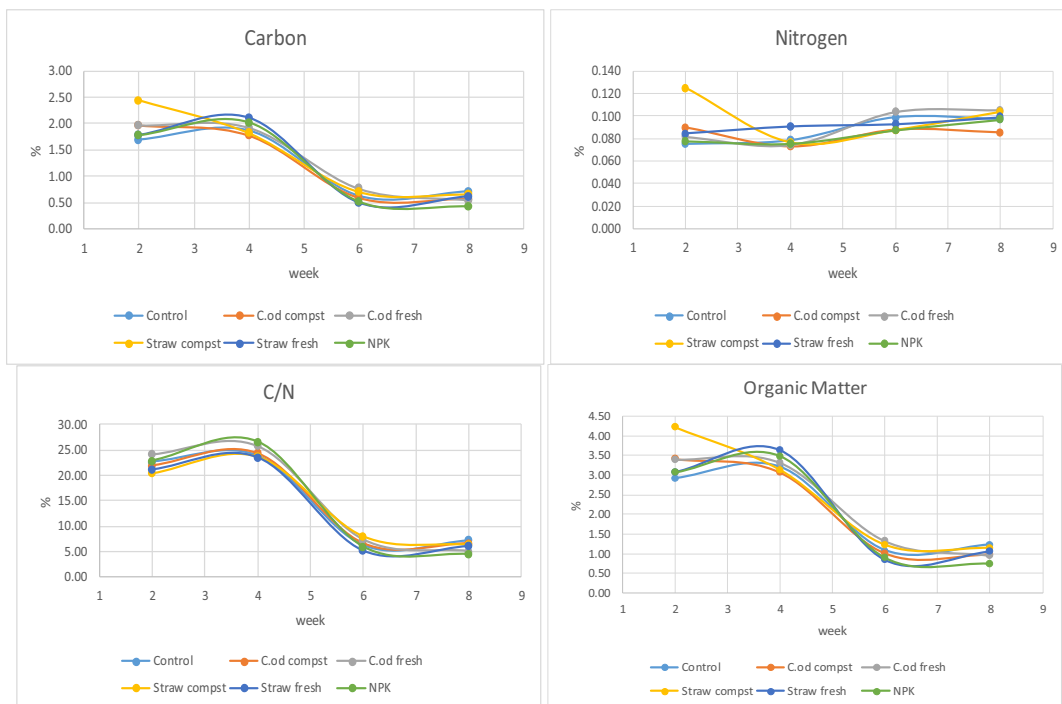 Carbon
3.00
2.50
2.00
1.50
1.00
0.50
0.00
%
1 2 3 4 5 6 7 8 9
week
Control C.od compst C.od fresh
Straw compst Straw fresh NPK
Nitrogen
0.140
0.120
0.100
0.080
0.060
0.040
0.020
0.000
%
1 2 3 4 5 6 7 8 9
week
Control C.od compst C.od fresh
Straw compst Straw fresh NPK
C/N
30.00
25.00
20.00
15.00
10.00
5.00
0.00
%
1 2 3 4 5 6 7 8 9
week
Control C.od compst C.od fresh
Straw compst Straw fresh NPK
Organic Matter
4.50
4.00
3.50
3.00
2.50
2.00
1.50
1.00
0.50
0.00
%
1 2 3 4 5 6 7 8 9
week
Control C.od compst C.od fresh
Straw compst Straw fresh NPK